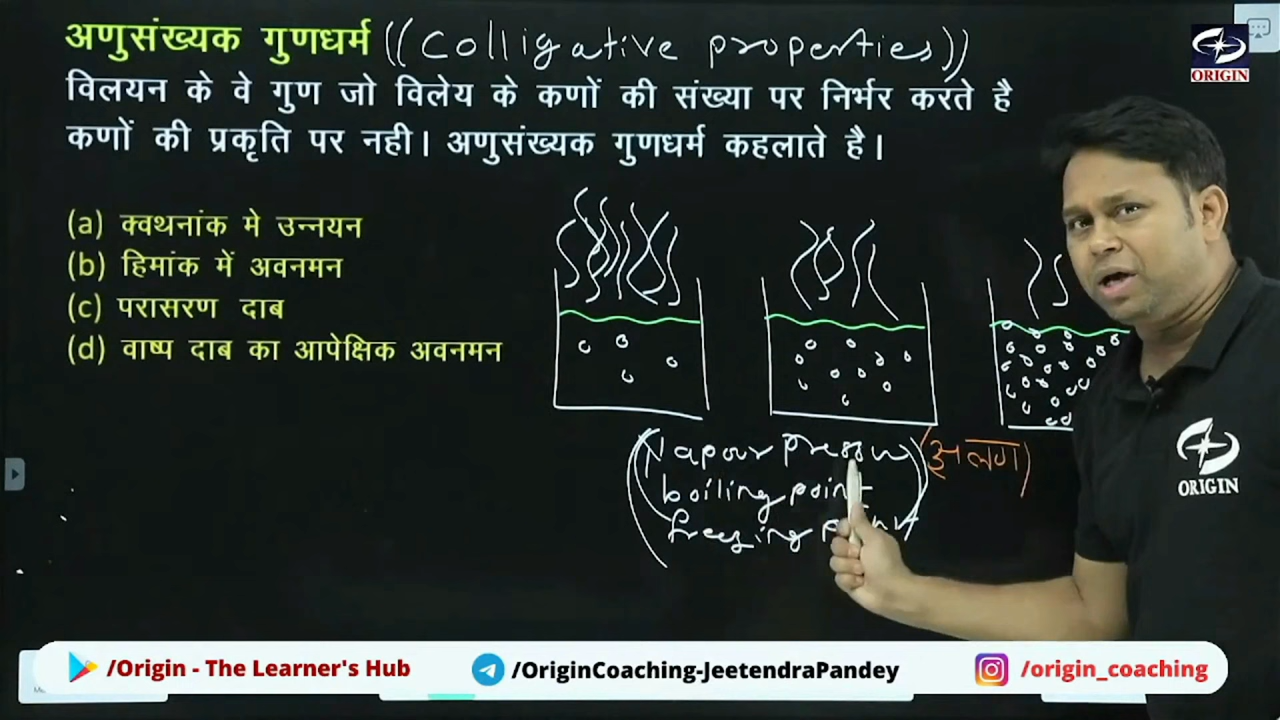 अणुसंख्यक गुणधर्म ((Colligative properties))
ORIGIN
विलयन के वे गुण जो विलेय के कणों की संख्या पर निर्भर करते है
कणों की प्रकृति पर नही। अणुसंख्यक गुणधर्म कहलाते है।
(a) क्वथनांक मे उन्नयन
(b) हिमांक में अवनमन
(c) परासरण दाब
(d) वाष्प दाब का आपेक्षिक अवनमन
(Vapour pressure) (अलग)
boiling point
freezing point
ORIGIN
/Origin - The Learner's Hub
/OriginCoaching-JeetendraPandey
/origin_coaching